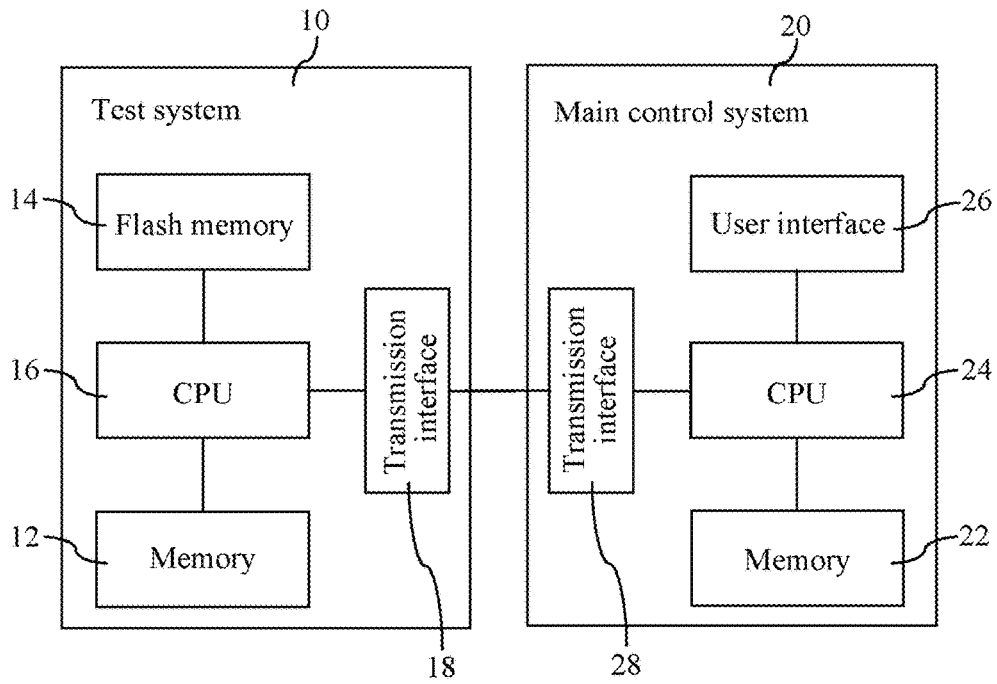 10
20
Test system
Main control system
14
Flash memory
User interface
26
Transmission
interface
Transmission
interface
16
CPU
CPU
24
12
Memory
Memory
22
18
28